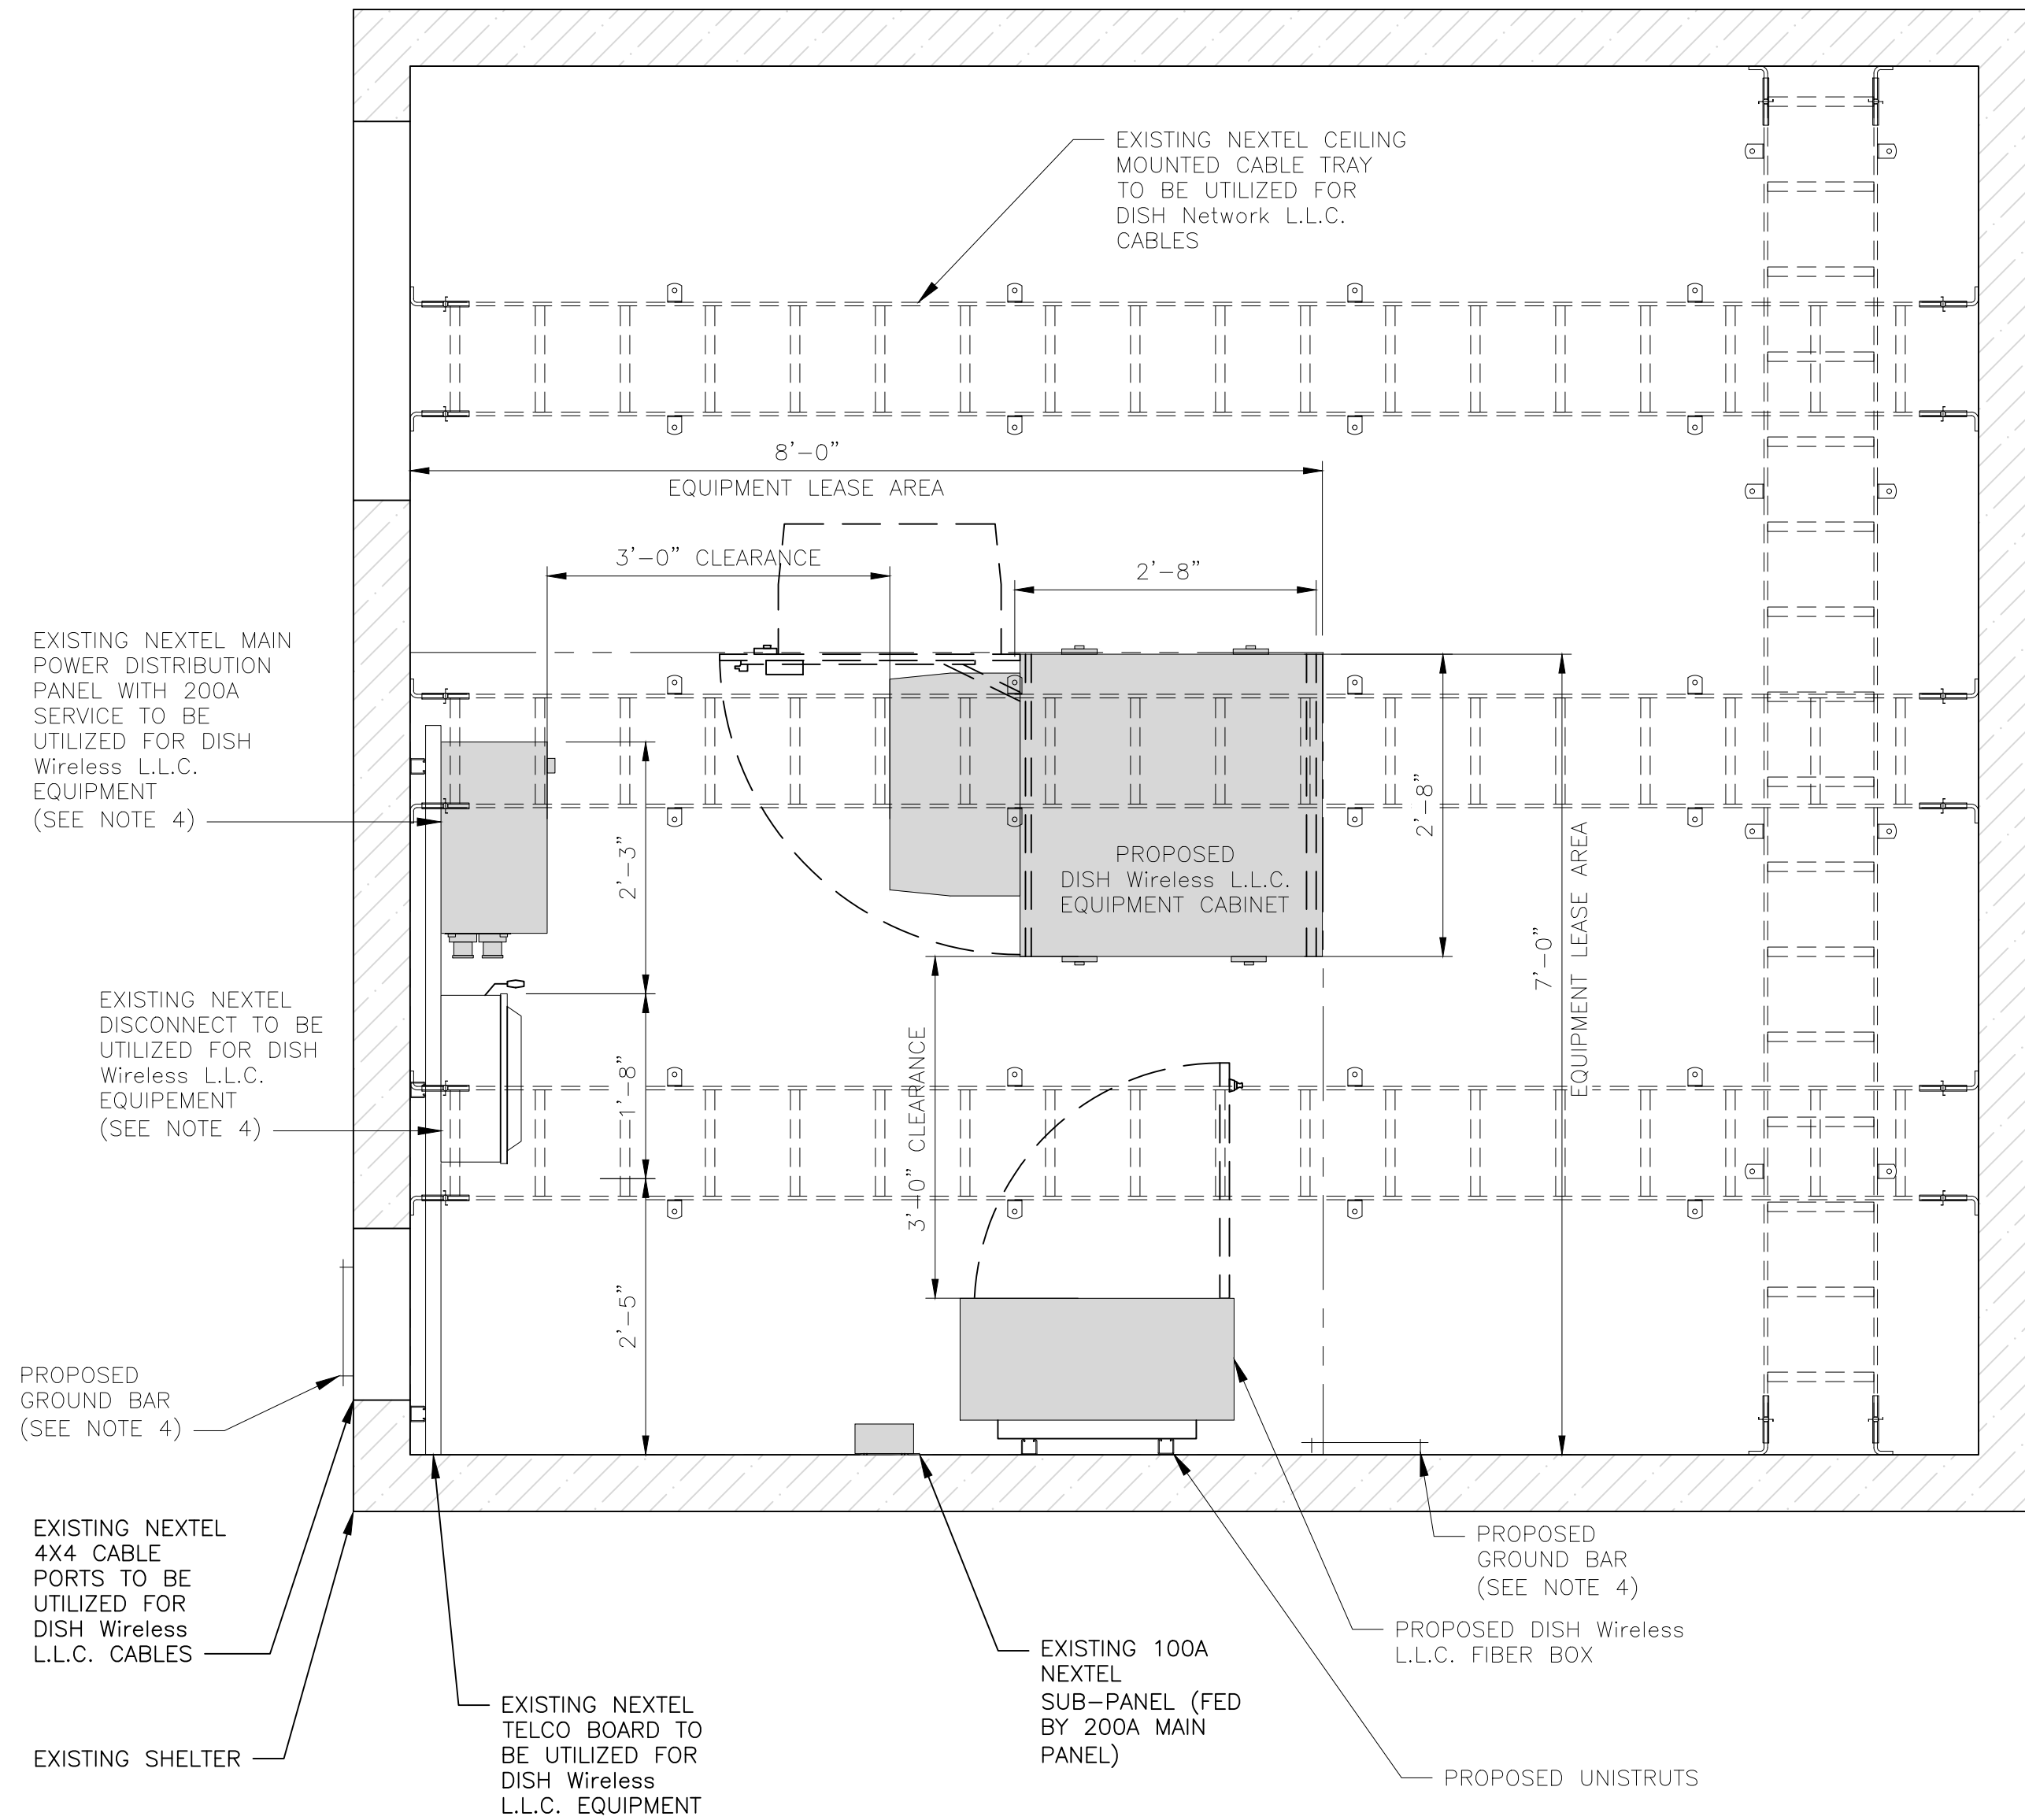 EXISTING NEXTEL CEILING
MOUNTED CABLE TRAY
TO BE UTILIZED FOR
DISH Network L.L.C.
CABLES
8'-0"
EQUIPMENT LEASE AREA
3'-0" CLEARANCE
2'-8"
EXISTING NEXTEL MAIN
POWER DISTRIBUTION
PANEL WITH 200A
SERVICE TO BE
UTILIZED FOR DISH
Wireless L.L.C.
EQUIPMENT
(SEE NOTE 4)
2'-3"
2'-8"
PROPOSED
DISH Wireless L.L.C.
EQUIPMENT CABINET
7'-0"
EQUIPMENT LEASE AREA
EXISTING NEXTEL
DISCONNECT TO BE
UTILIZED FOR DISH
Wireless L.L.C.
EQUIPEMENT
(SEE NOTE 4)
1'-8"
3'-0" CLEARANCE
2'-5"
PROPOSED
GROUND BAR
(SEE NOTE 4)
EXISTING NEXTEL
4X4 CABLE
PORTS TO BE
UTILIZED FOR
DISH Wireless
L.L.C. CABLES
EXISTING SHELTER
EXISTING NEXTEL
TELCO BOARD TO
BE UTILIZED FOR
DISH Wireless
L.L.C. EQUIPMENT
EXISTING 100A
NEXTEL
SUB-PANEL (FED
BY 200A MAIN
PANEL)
PROPOSED
GROUND BAR
(SEE NOTE 4)
PROPOSED DISH Wireless
L.L.C. FIBER BOX
PROPOSED UNISTRUTS